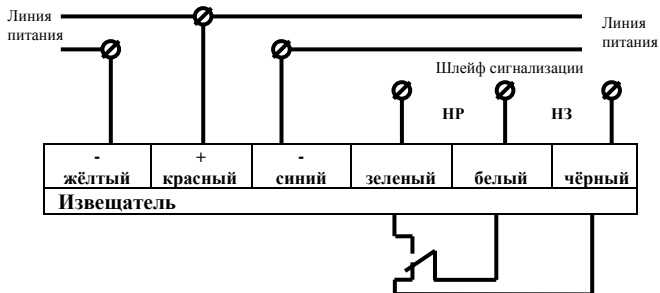 Линия
питания
Линия
питания
Шлейф сигнализации
НР НЗ
- + -
жёлтый красный синий зеленый белый чёрный
Извещатель